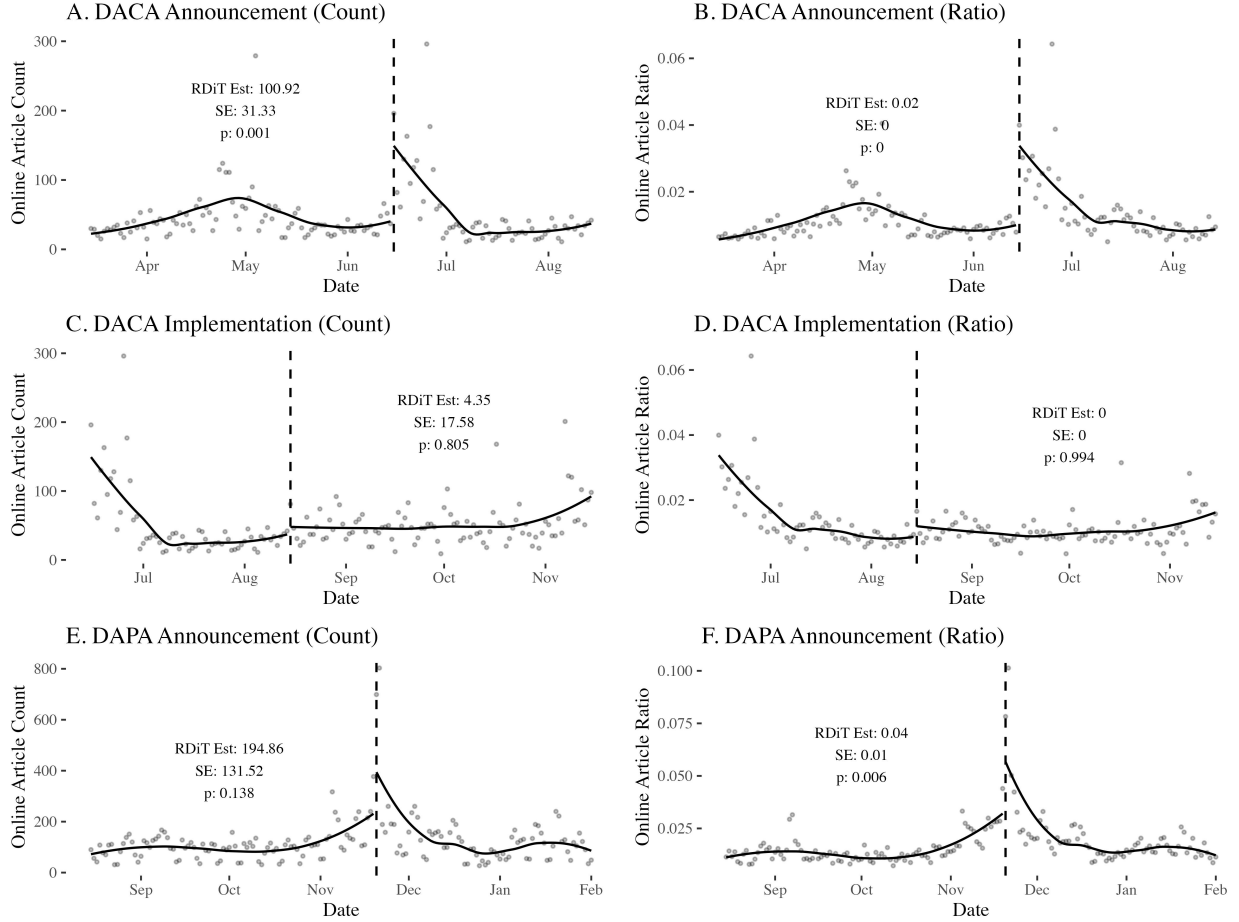 A. DACA Announcement (Count)
Online Article Count
300
200
100
0
RDiT Est: 100.92
SE: 31.33
p: 0.001
Apr
May
Jun
Jul
Aug
Date
B. DACA Announcement (Ratio)
Online Article Ratio
0.06
0.04
0.02
RDiT Est: 0.02
SE: 0
p: 0
Apr
May
Jun
Jul
Aug
Date
C. DACA Implementation (Count)
Online Article Count
300
200
100
0
RDiT Est: 4.35
SE: 17.58
p: 0.805
Jul
Aug
Sep
Oct
Nov
Date
D. DACA Implementation (Ratio)
Online Article Ratio
0.06
0.04
0.02
RDiT Est: 0
SE: 0
p: 0.994
Jul
Aug
Sep
Oct
Nov
Date
E. DAPA Announcement (Count)
Online Article Count
800
600
400
200
0
RDiT Est: 194.86
SE: 131.52
p: 0.138
Sep
Oct
Nov
Dec
Jan
Feb
Date
F. DAPA Announcement (Ratio)
Online Article Ratio
0.100
0.075
0.050
0.025
RDiT Est: 0.04
SE: 0.01
p: 0.006
Sep
Oct
Nov
Dec
Jan
Feb
Date